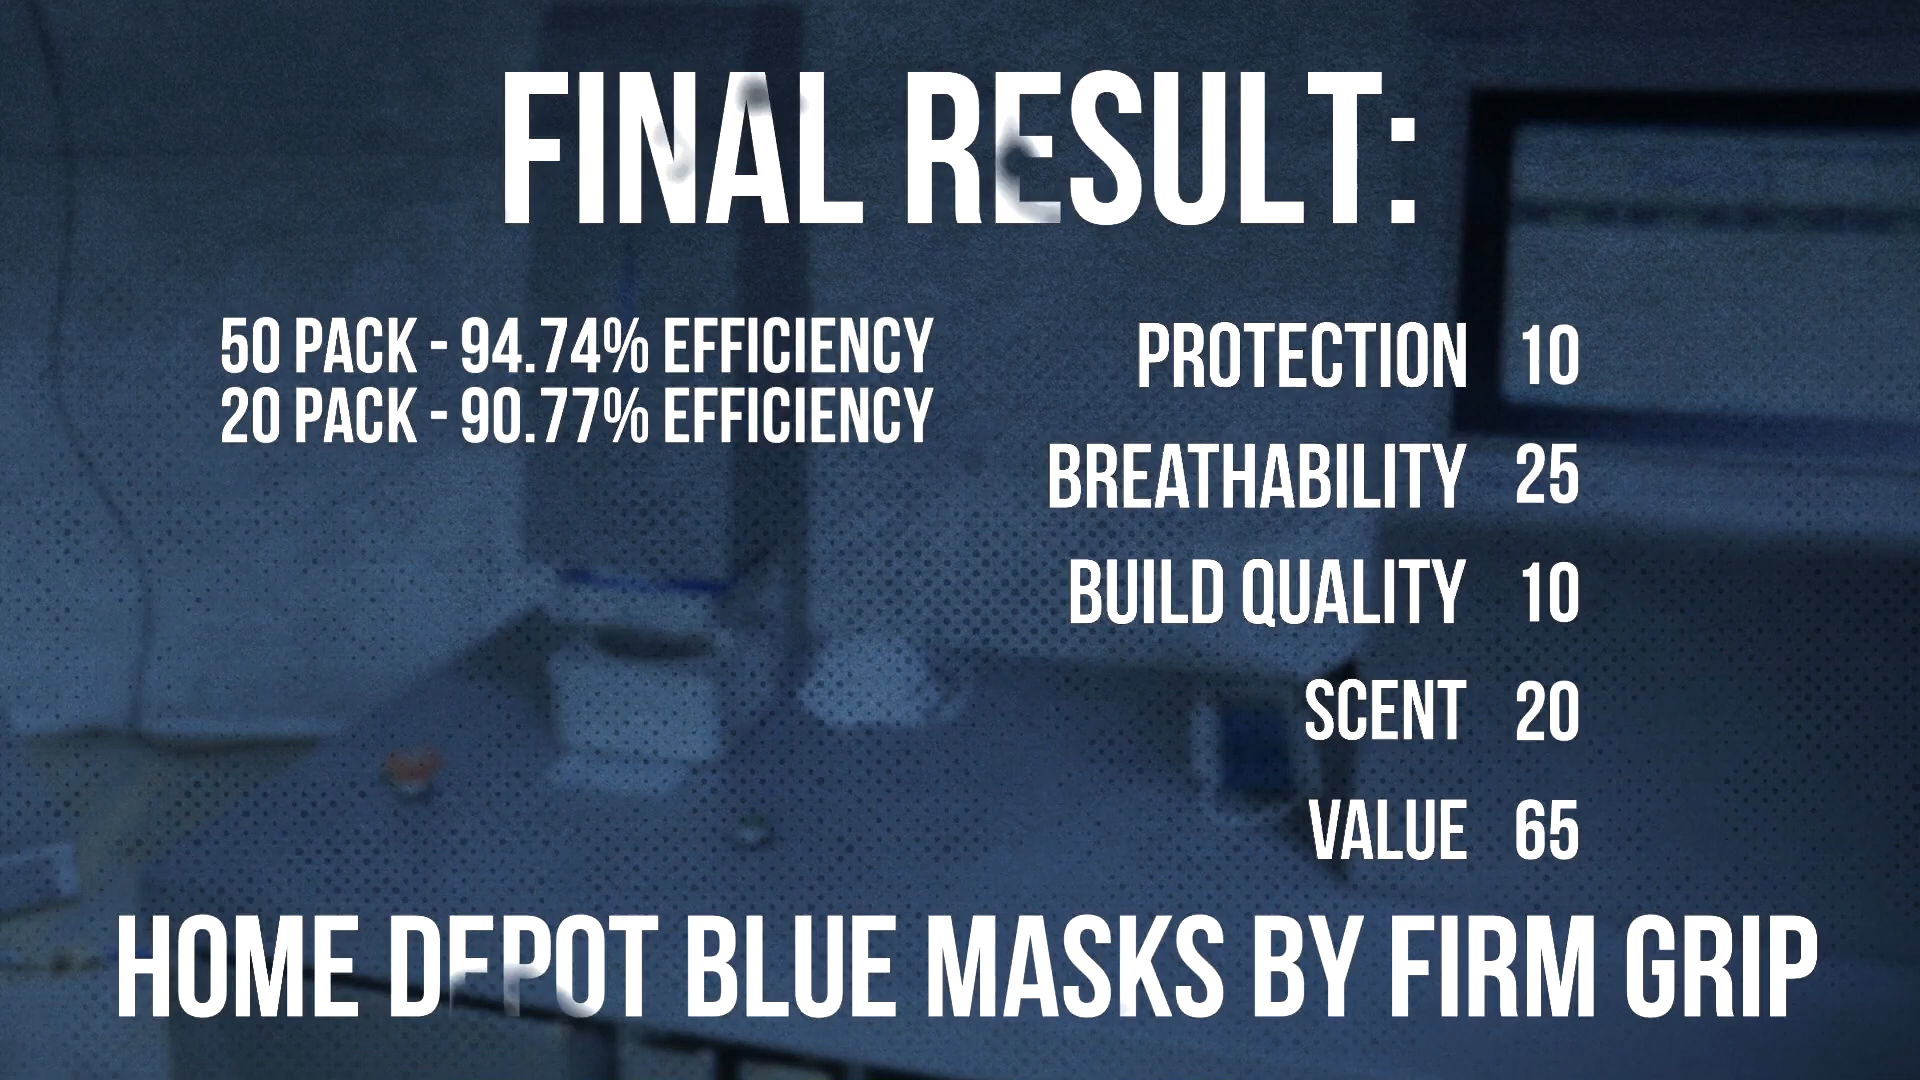 FINAL RESULT:
50 PACK - 94.74% EFFICIENCY
20 PACK - 90.77% EFFICIENCY
PROTECTION 10
BREATHABILITY 25
BUILD QUALITY 10
SCENT 20
VALUE 65
HOME DEPOT BLUE MASKS BY FIRM GRIP